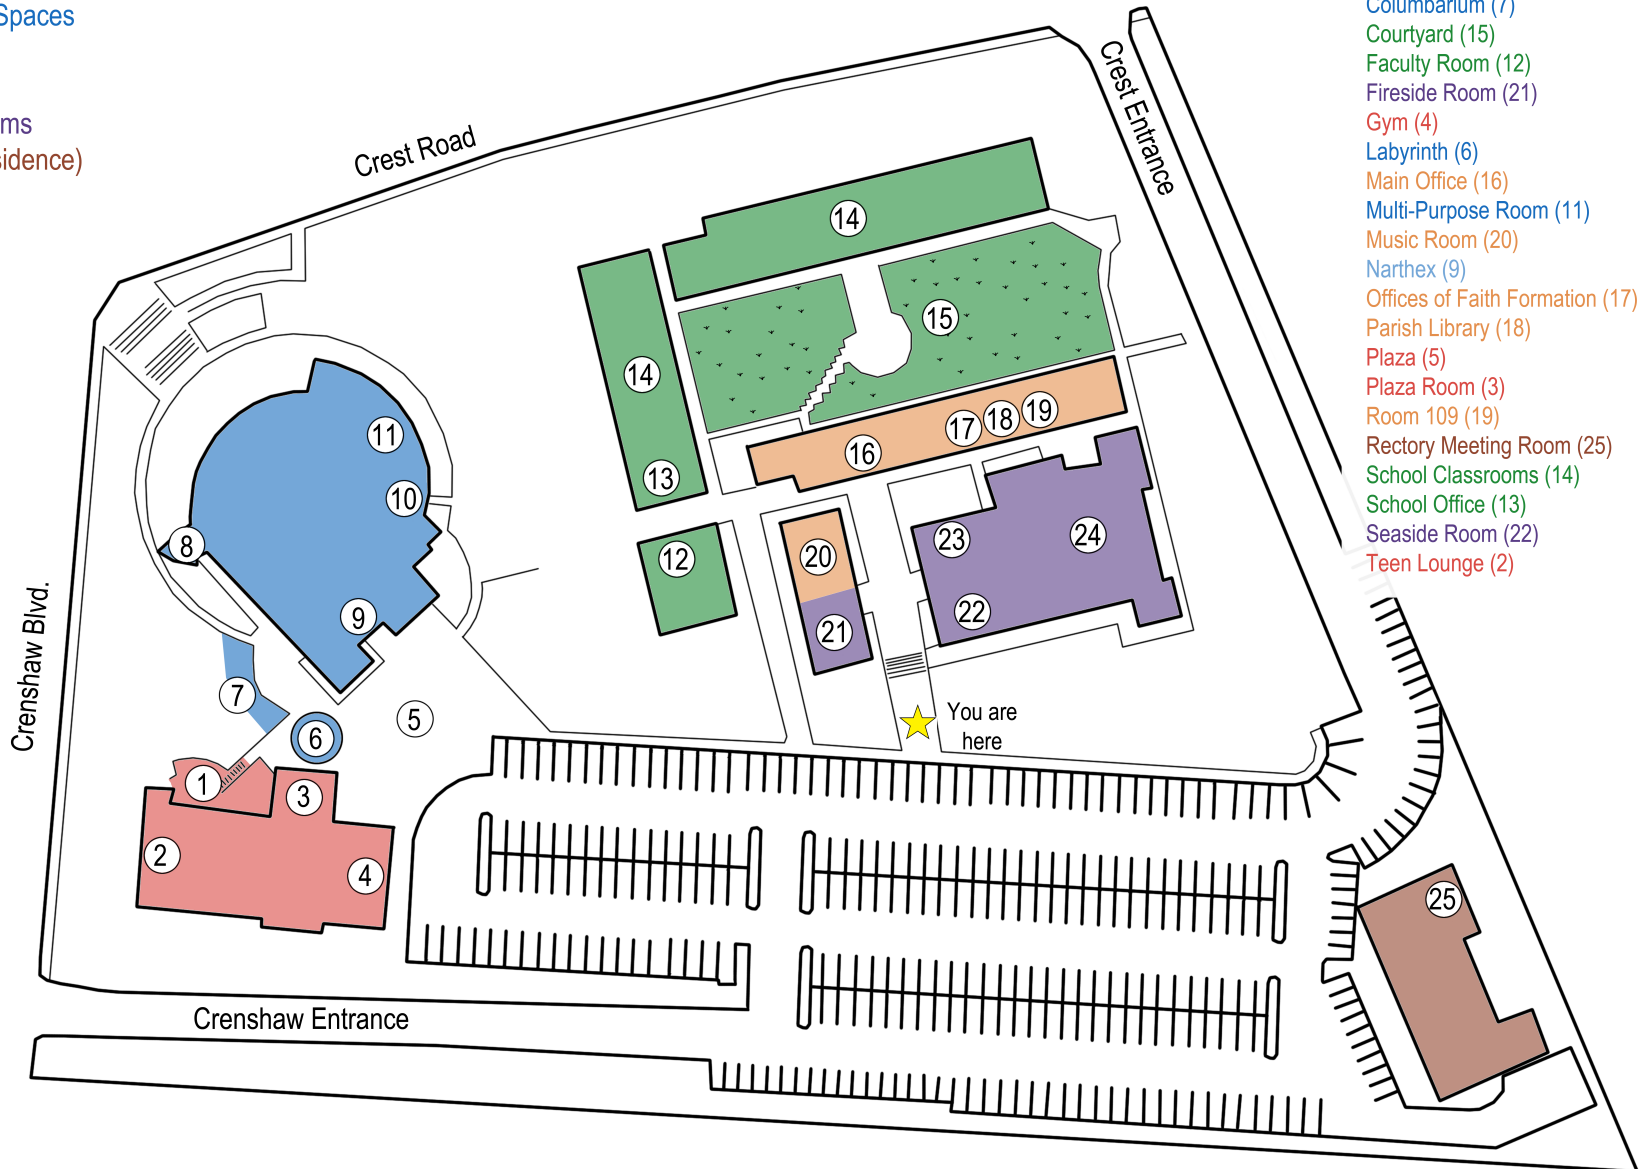 Spaces
ms
sidence)
Columbarium (7)
Courtyard (15)
Faculty Room (12)
Fireside Room (21)
Gym (4)
Labyrinth (6)
Main Office (16)
Multi-Purpose Room (11)
Music Room (20)
Narthex (9)
Offices of Faith Formation (17)
Parish Library (18)
Plaza (5)
Plaza Room (3)
Room 109 (19)
Rectory Meeting Room (25)
School Classrooms (14)
School Office (13)
Seaside Room (22)
Teen Lounge (2)
Crest Road
Crest Entrance
14
15
14
13
16
17
18
19
11
10
8
9
12
20
21
23
24
22
7
6
5
You are
here
1
3
2
4
25
Crenshaw Blvd.
Crenshaw Entrance